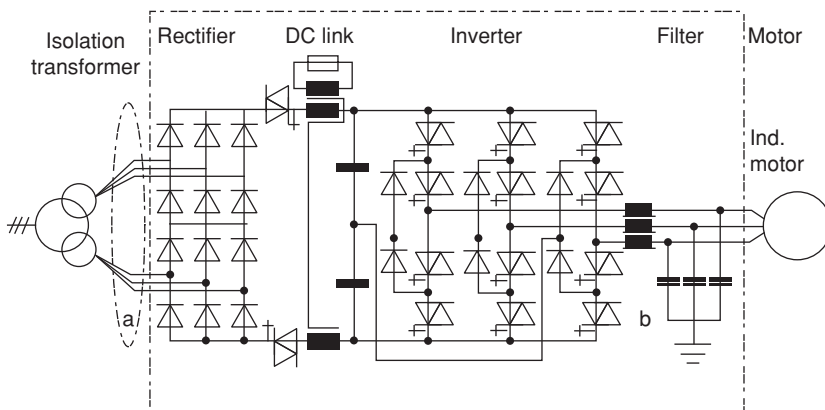 Isolation
transformer
Rectifier
DC link
Inverter
Filter
Motor
Ind.
motor
a
b